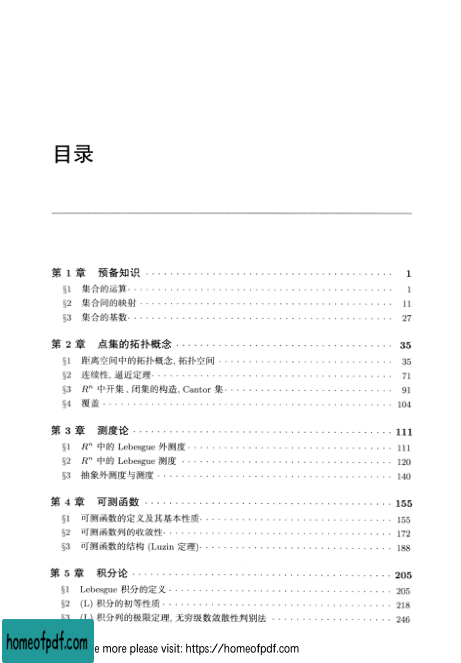 目录
第 1 章 预备知识 1
§1 集合的运算 1
§2 集合间的映射 11
§3 集合的基数 27
第 2 章 点集的拓扑概念 35
§1 距离空间中的拓扑概念, 拓扑空间 35
§2 连续性, 逼近定理 71
§3 Rⁿ 中开集、闭集的构造, Cantor 集 91
§4 覆盖 104
第 3 章 测度论 111
§1 Rⁿ 中的 Lebesgue 外测度 111
§2 Rⁿ 中的 Lebesgue 测度 120
§3 抽象外测度与测度 140
第 4 章 可测函数 155
§1 可测函数的定义及其基本性质 155
§2 可测函数列的收敛性 172
§3 可测函数的结构 (Luzin 定理) 188
第 5 章 积分论 205
§1 Lebesgue 积分的定义 205
§2 (L) 积分的初等性质 218
§3 (L) 积分列的极限定理, 无穷级数敛散性判别法 246
homeofpdf.com
e more please visit: https://homeofpdf.com